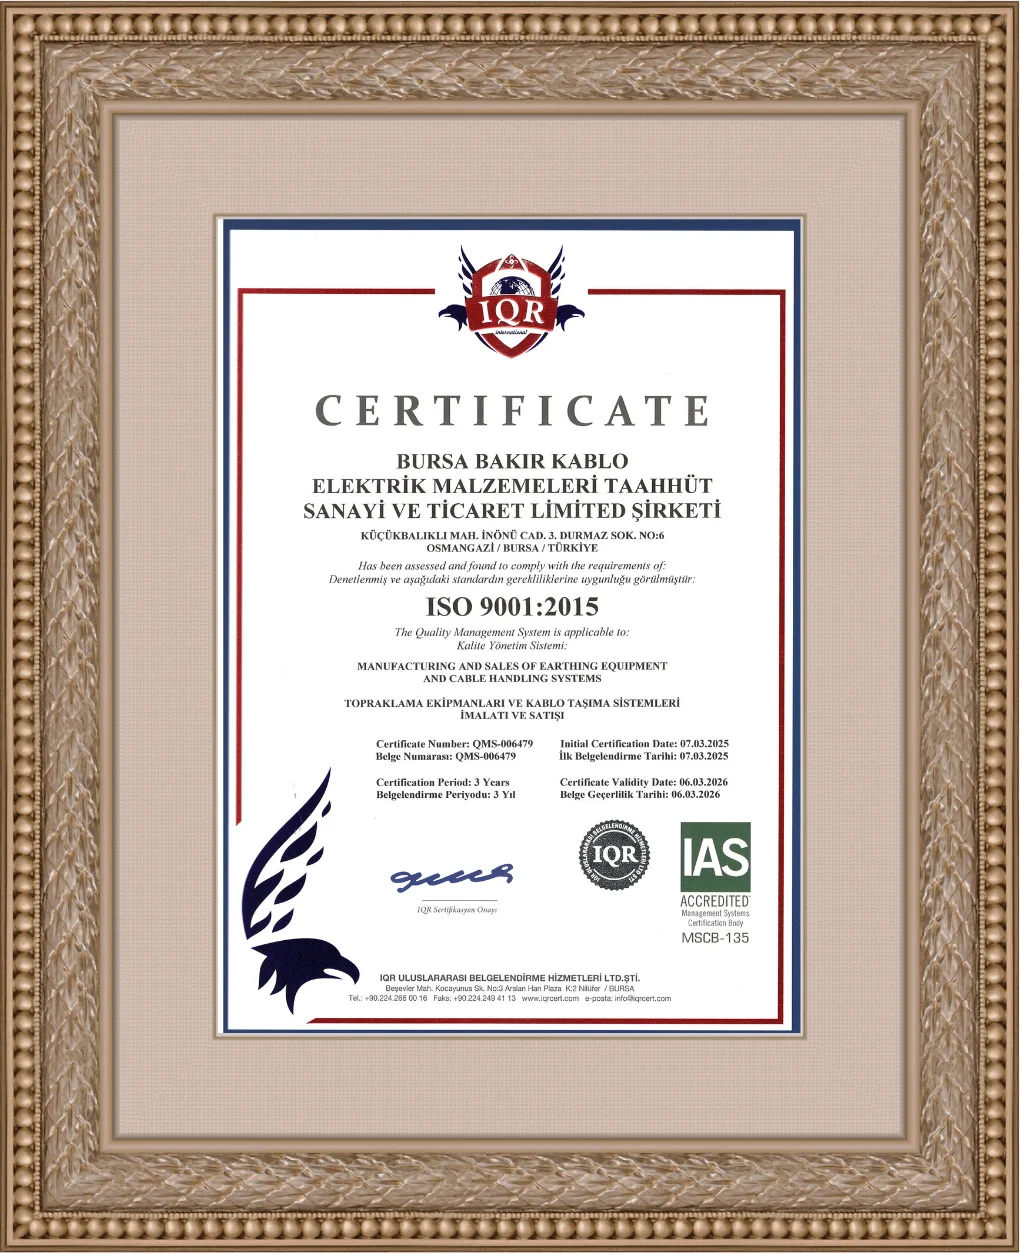 IQR
international
CERTIFICATE
BURSA BAKIR KABLO
ELEKTRİK MALZEMELERİ TAAHHÜT
SANAYİ VE TİCARET LİMİTED ŞİRKETİ
KÜÇÜKBALIKLI MAH. İNÖNÜ CAD. 3. DURMAZ SOK. NO:6
OSMANGAZİ / BURSA / TÜRKİYE
Has been assessed and found to comply with the requirements of:
Denetlenmiş ve aşağıdaki standardın gerekliliklerine uygunluğu görülmüştür:
ISO 9001:2015
The Quality Management System is applicable to:
Kalite Yönetim Sistemi:
MANUFACTURING AND SALES OF EARTHING EQUIPMENT
AND CABLE HANDLING SYSTEMS
TOPRAKLAMA EKİPMANLARI VE KABLO TAŞIMA SİSTEMLERİ
İMALATI VE SATIŞI
Certificate Number: QMS-006479
Belge Numarası: QMS-006479
Initial Certification Date: 07.03.2025
İlk Belgelendirme Tarihi: 07.03.2025
Certification Period: 3 Years
Belgelendirme Periyodu: 3 Yıl
Certificate Validity Date: 06.03.2026
Belge Geçerlilik Tarihi: 06.03.2026
IQR ULUSLARARASI BELGELENDİRME HİZMETLERİ LTD ŞTİ
IQR
IAS
ACCREDITED
Management Systems
Certification Body
MSCB-135
IQR Sertifikasyon Onayı
IQR ULUSLARARASI BELGELENDİRME HİZMETLERİ LTD.ŞTİ.
Beşevler Mah. Kocayunus Sk. No:3 Arslan Han Plaza K:2 Nilüfer / BURSA
Tel.: +90.224.266 00 16 Faks: +90.224.249 41 13 www.iqrcert.com e-posta: info@iqrcert.com